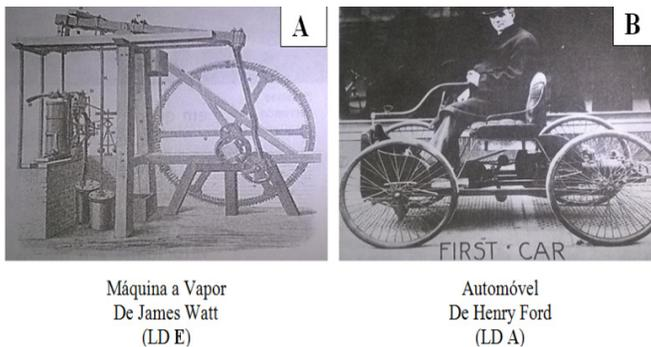 A
B
FIRST · CAR
Máquina a Vapor
De James Watt
(LD E)
Automóvel
De Henry Ford
(LD A)